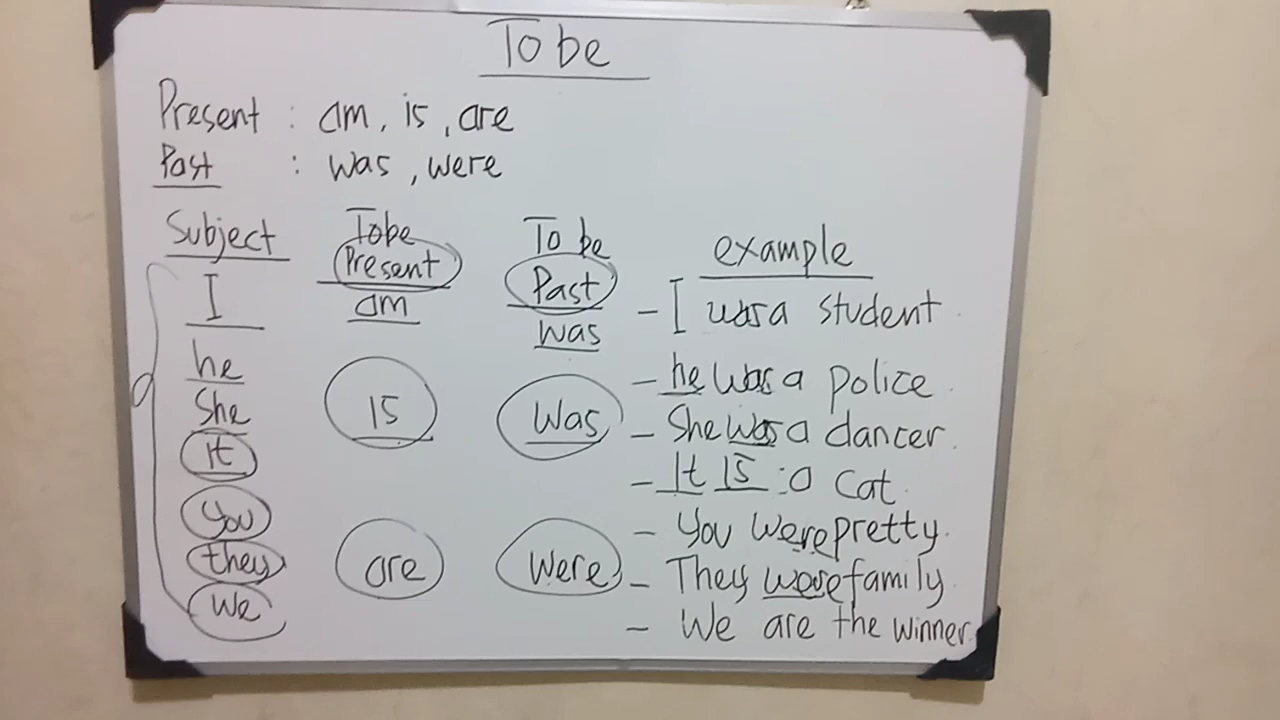 To be
Present : am, is, are
Past : was, were
Subject Tobe Present To be Past example
I am was - I was a student.
he
She
it
is was
- he was a police.
- She was a dancer.
- It is a cat.
you
they
We
are were
- You were pretty.
- They were family.
- We are the winner.